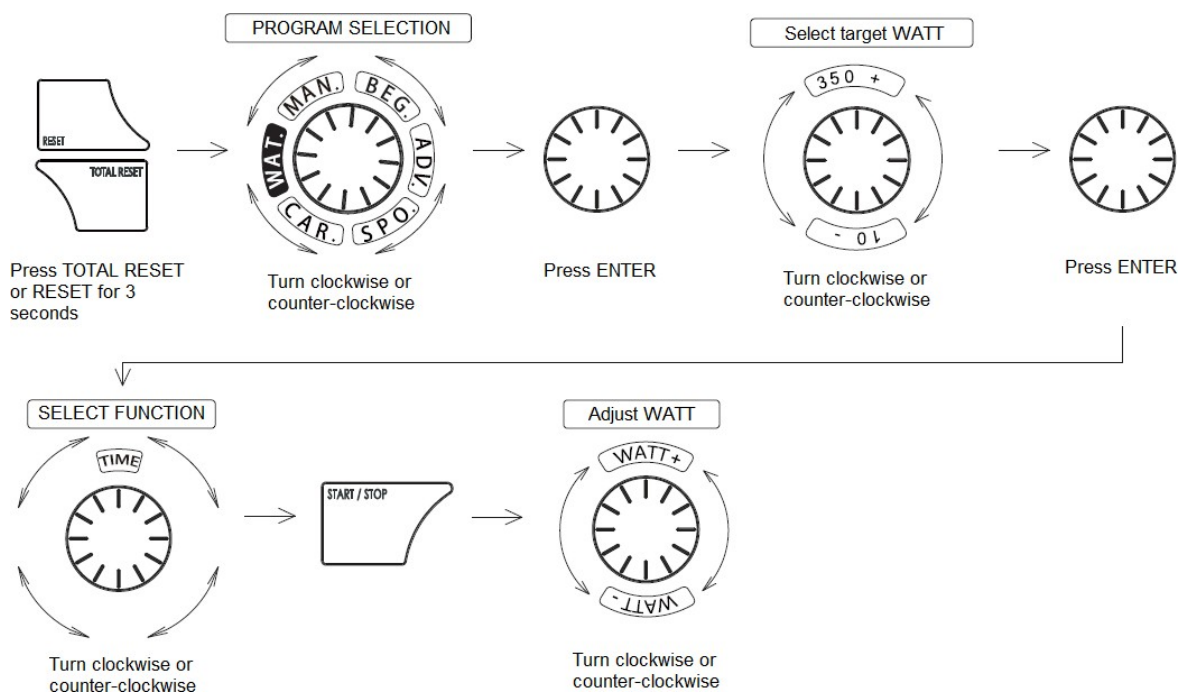 PROGRAM SELECTION
Select target WATT
RESET
TOTAL RESET
MAN.
BEG.
ADV.
SPO.
CAR.
WAT.
350 +
10 -
Press TOTAL RESET
or RESET for 3
seconds
Turn clockwise or
counter-clockwise
Press ENTER
Turn clockwise or
counter-clockwise
Press ENTER
SELECT FUNCTION
TIME
Turn clockwise or
counter-clockwise
START / STOP
Adjust WATT
WATT+
WATT-
Turn clockwise or
counter-clockwise